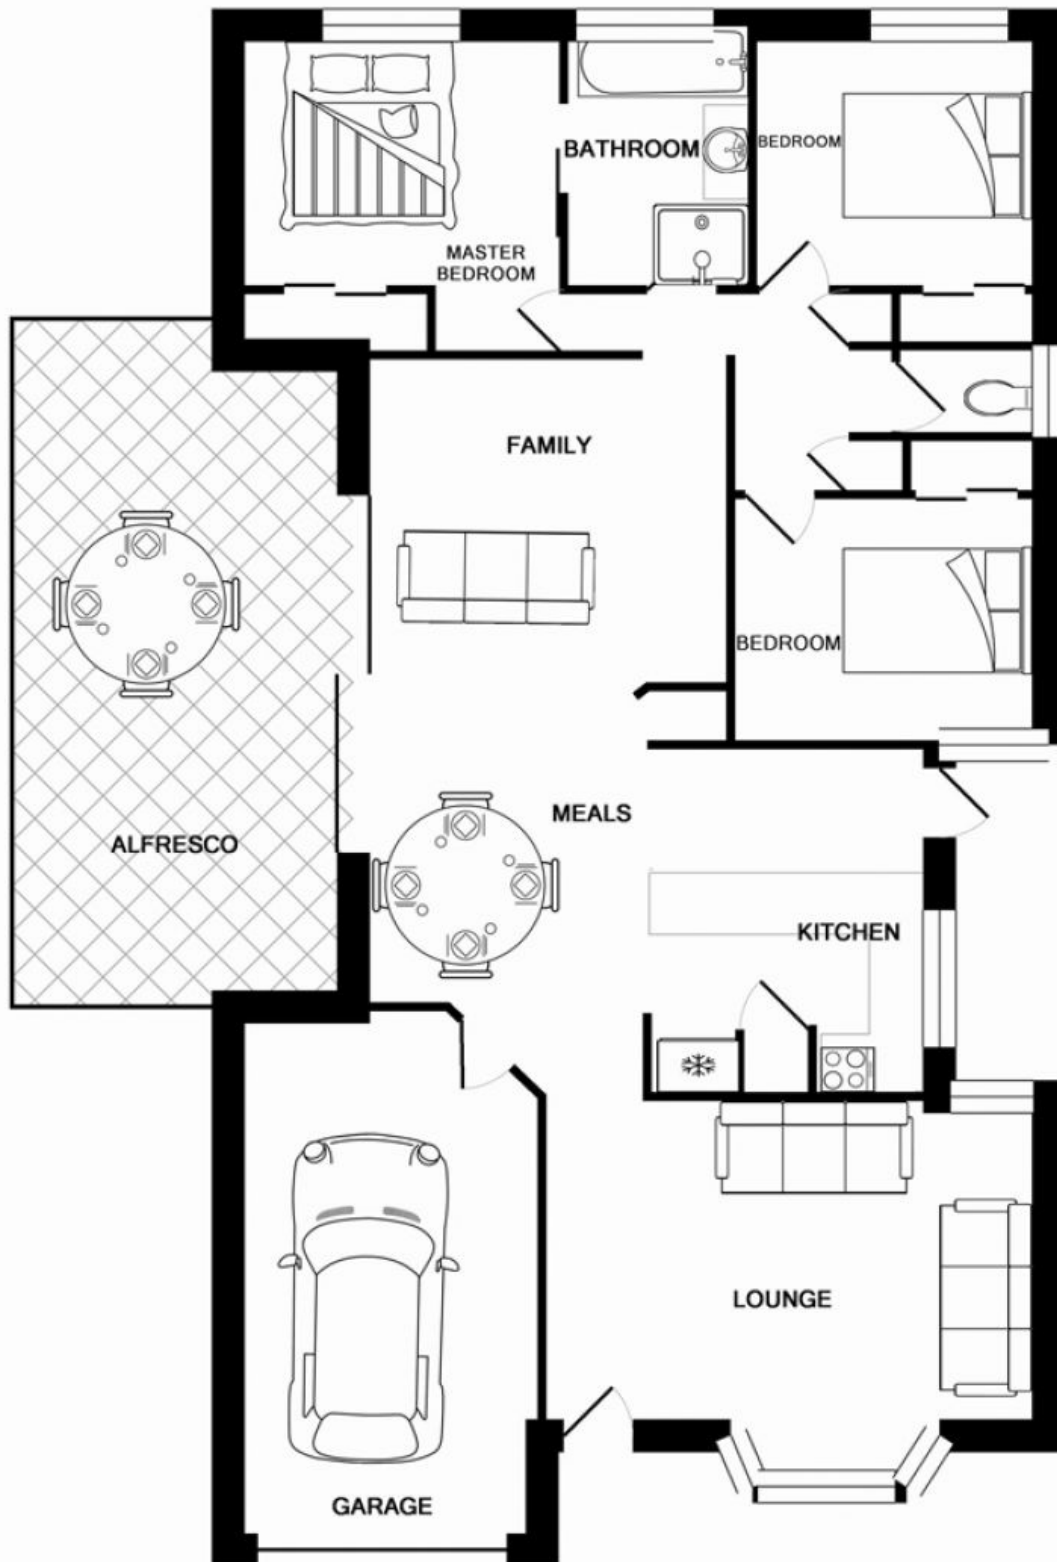 BATHROOM
BEDROOM
MASTER
BEDROOM
FAMILY
BEDROOM
MEALS
ALFRESCO
KITCHEN
LOUNGE
GARAGE